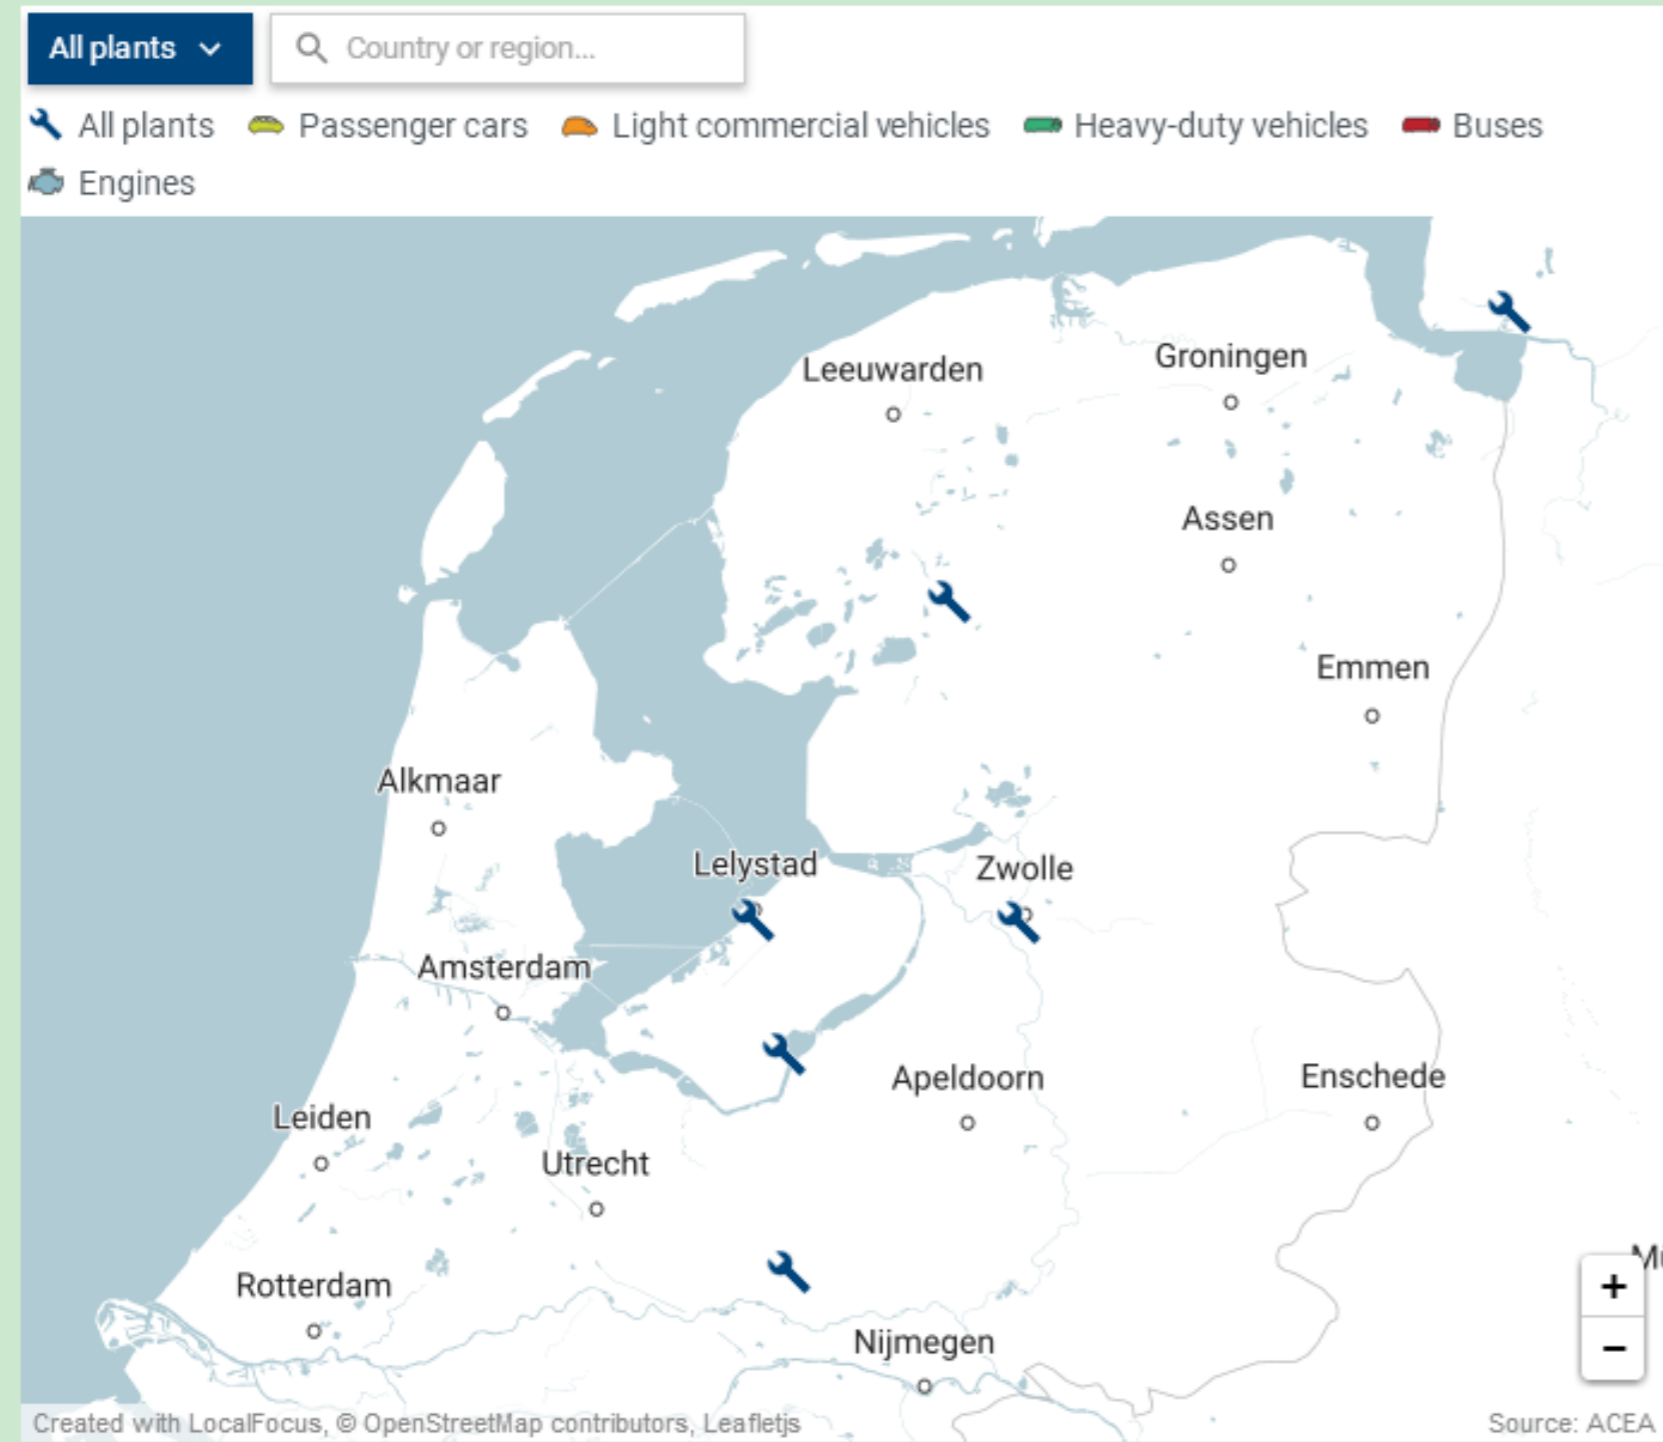 All plants
Country or region...
All plants Passenger cars Light commercial vehicles Heavy-duty vehicles Buses
Engines
Leeuwarden
Groningen
Assen
Emmen
Alkmaar
Lelystad
Zwolle
Amsterdam
Apeldoorn
Enschede
Leiden
Utrecht
Rotterdam
Nijmegen
+
−
Created with LocalFocus, © OpenStreetMap contributors, Leafletjs
Source: ACEA